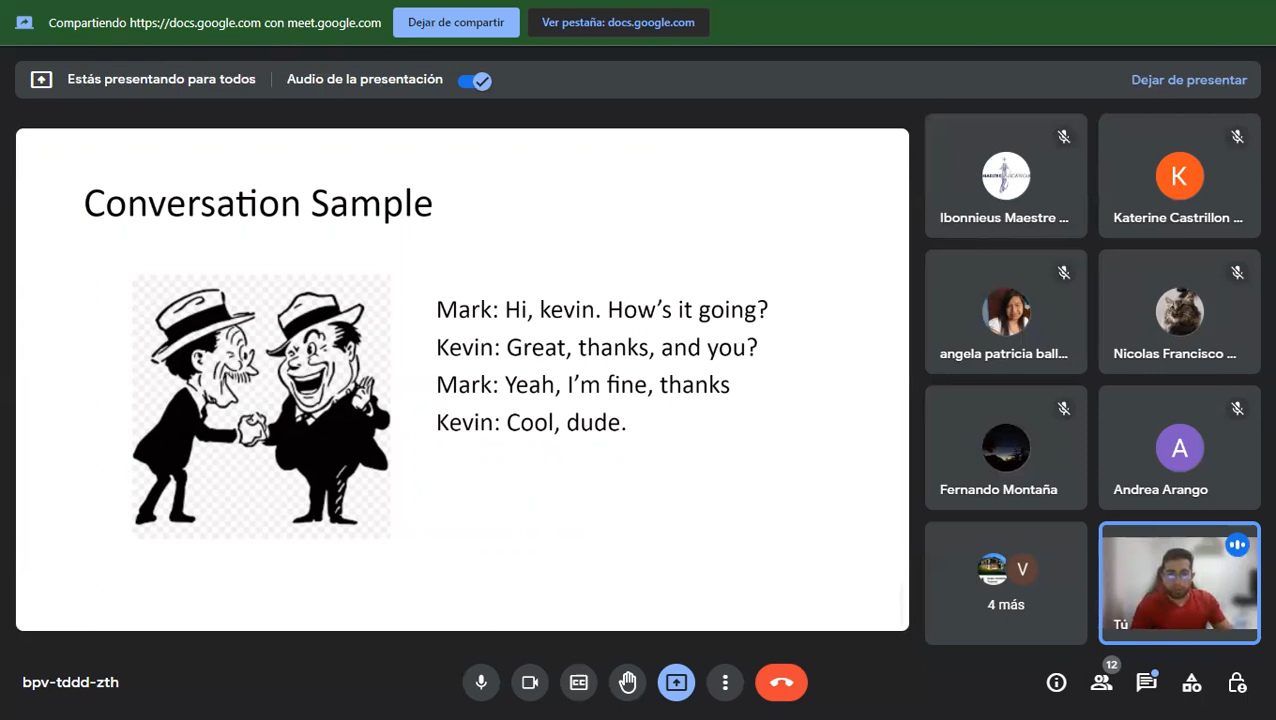 Compartiendo https://docs.google.com con meet.google.com
Dejar de compartir
Ver pestaña: docs.google.com
Estás presentando para todos
Audio de la presentación
Dejar de presentar
Conversation Sample
Mark: Hi, kevin. How’s it going?
Kevin: Great, thanks, and you?
Mark: Yeah, I’m fine, thanks
Kevin: Cool, dude.
Ibonnieus Maestre ...
K
Katerine Castrillon ...
angela patricia ball...
Nicolas Francisco ...
Fernando Montaña
A
Andrea Arango
V
4 más
Tú
bpv-tddd-zth
CC
12